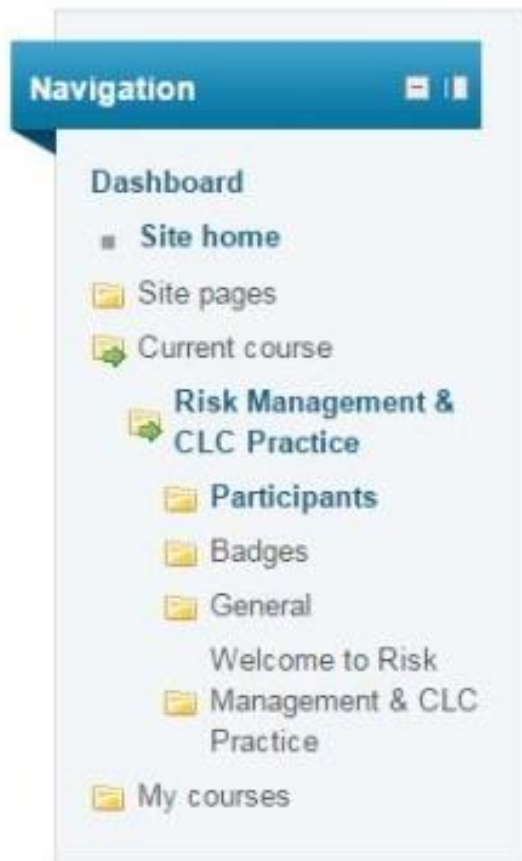 Navigation
Dashboard
Site home
Site pages
Current course
Risk Management &
CLC Practice
Participants
Badges
General
Welcome to Risk
Management & CLC
Practice
My courses